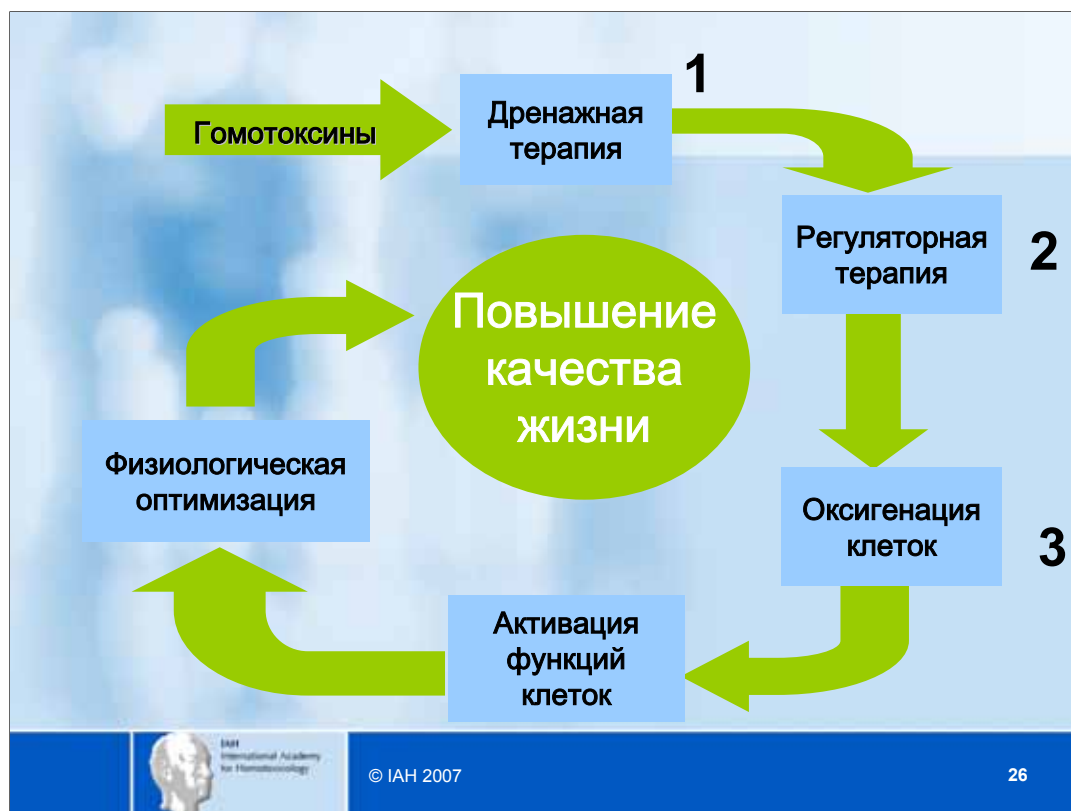 1
Гомотоксины
Дренажная
терапия
Регуляторная
терапия
2
Повышение
качества
жизни
Физиологическая
оптимизация
Оксигенация
клеток
3
Активация
функций
клеток
IAH
International Academy
for Homotoxicology
© IAH 2007
26